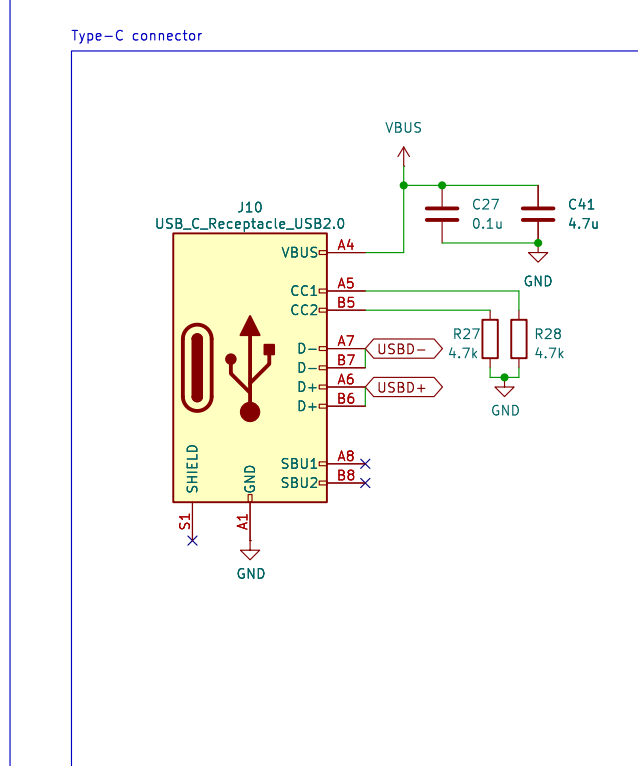 Type-C connector
VBUS
J10
USB_C_Receptacle_USB2.0
C27
0.1u
C41
4.7u
VBUS
A4
GND
CC1
A5
CC2
B5
R27
4.7k
R28
4.7k
D-
A7
USBD-
D-
B7
D+
A6
USBD+
D+
B6
GND
SBU1
A8
SBU2
B8
SHIELD
GND
S1
A1
GND